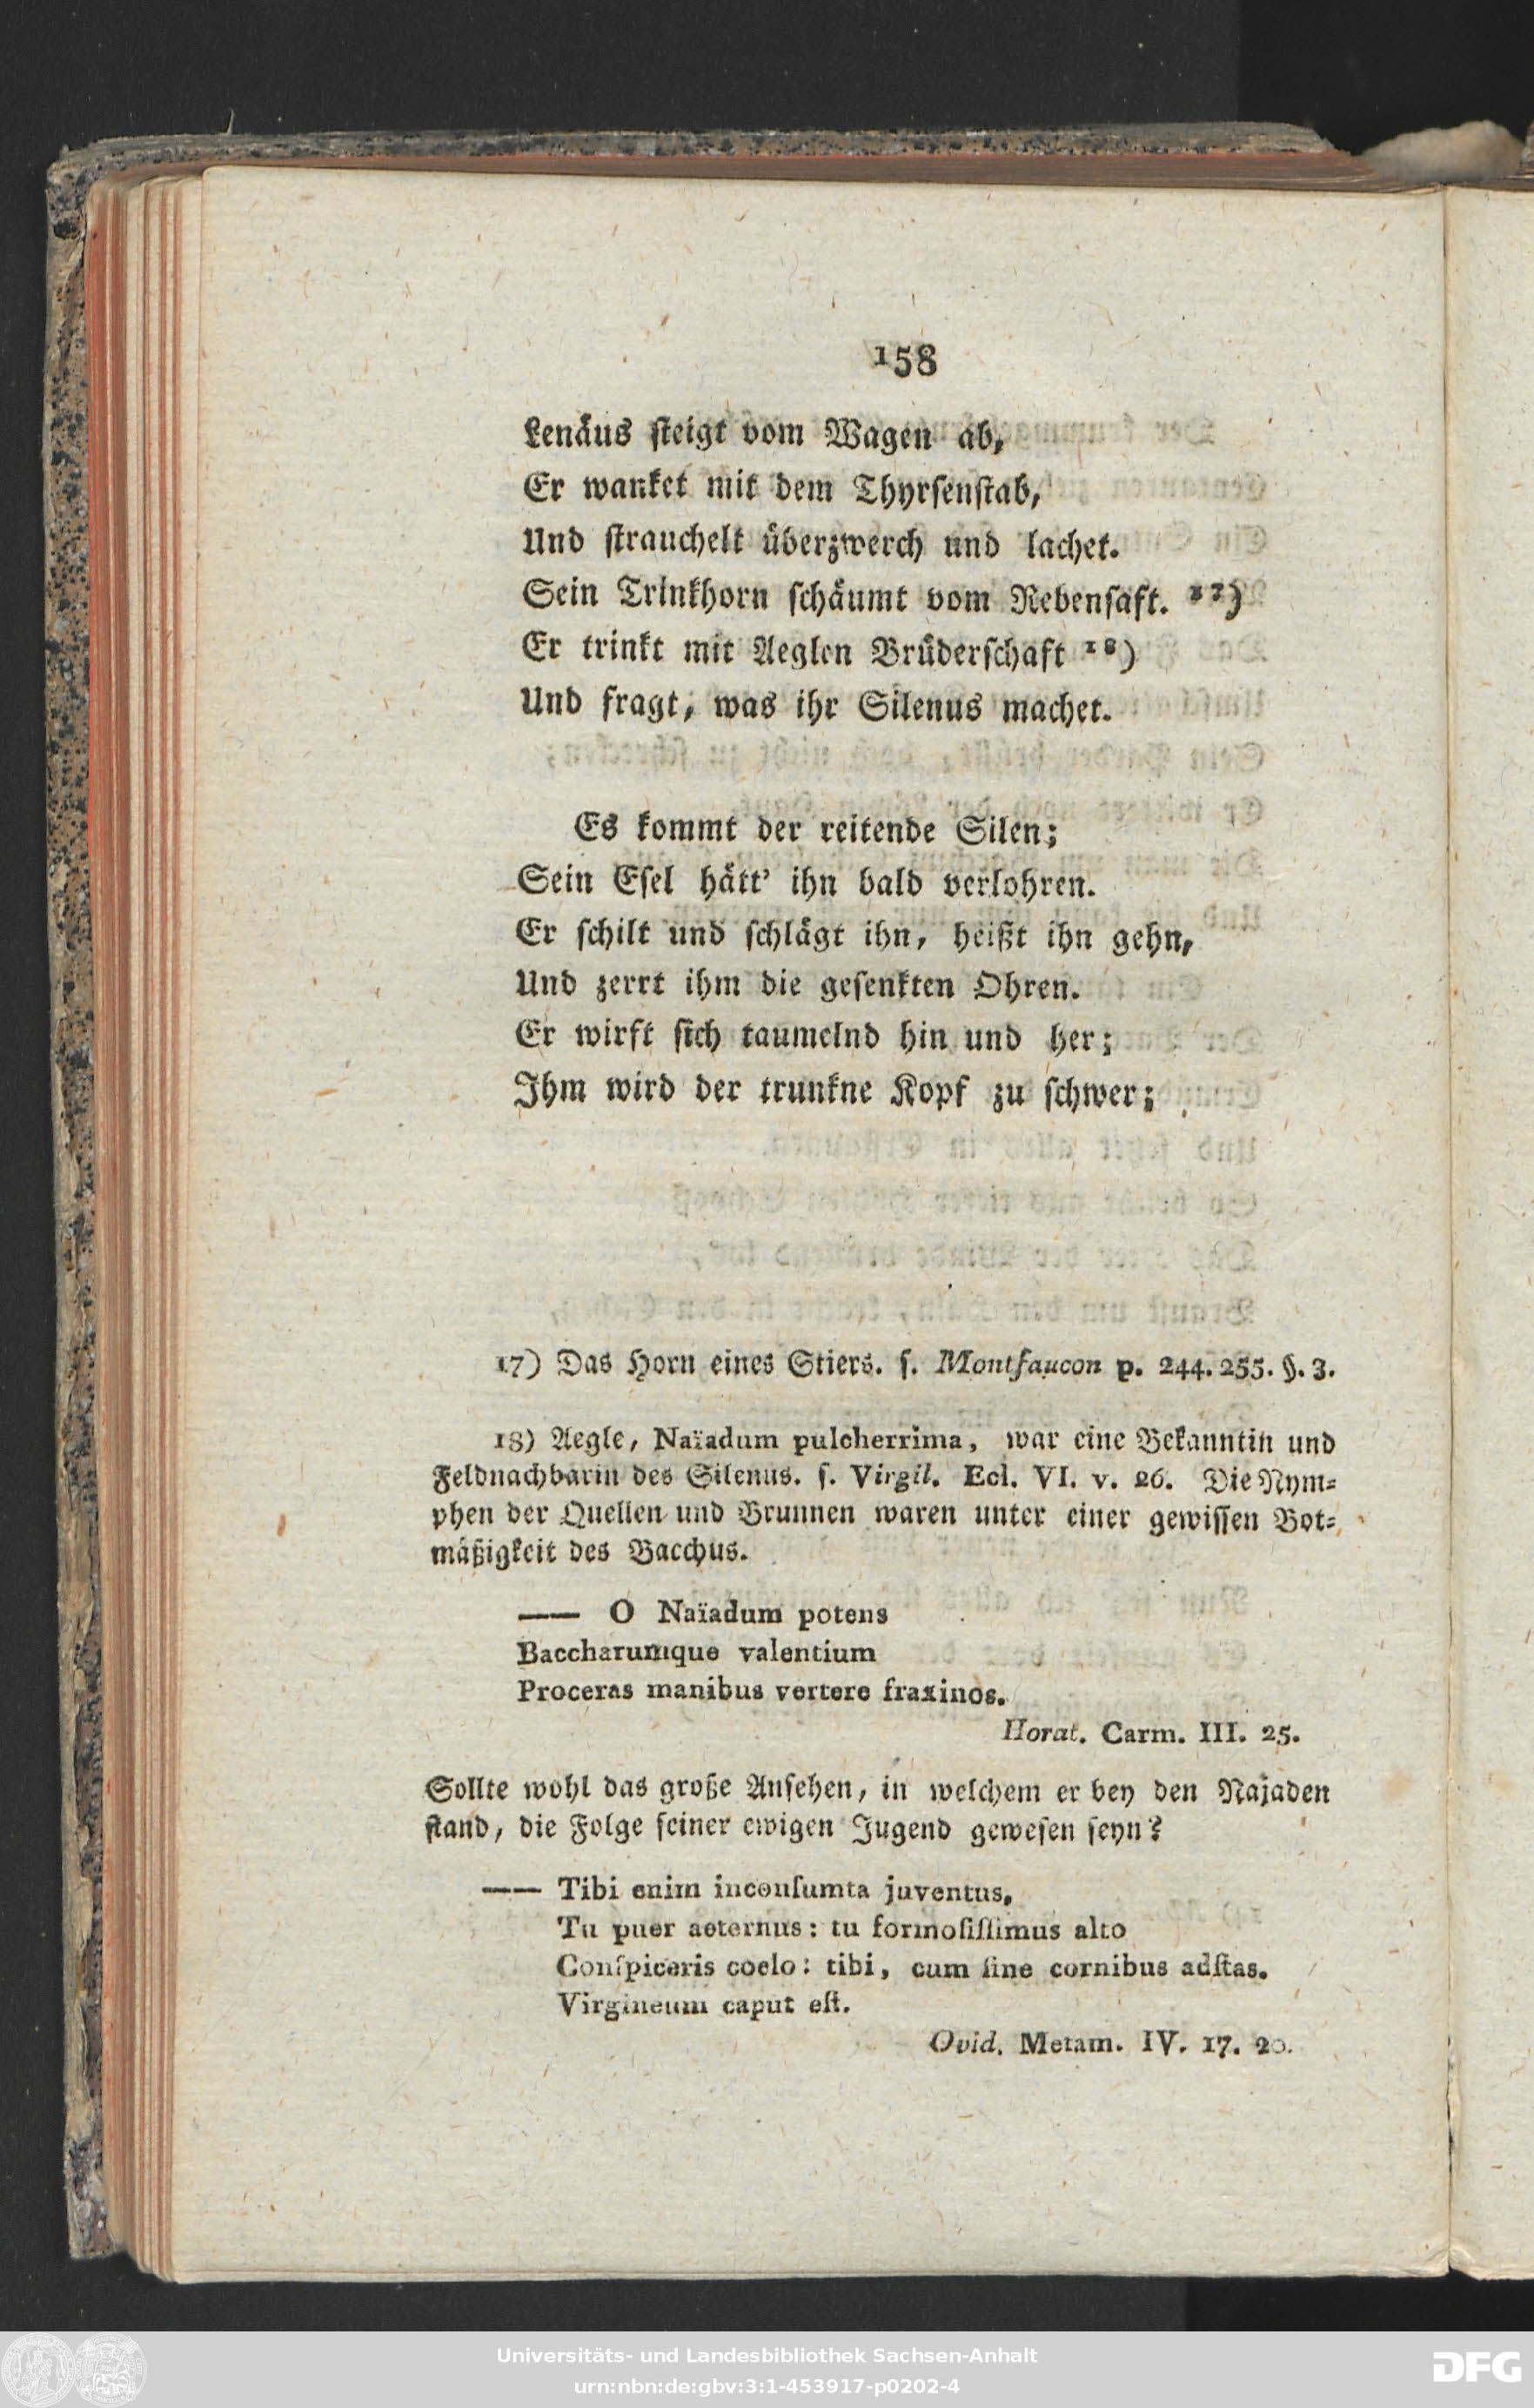 158
Lenäus ſteigt vom Wagen ab,
Er wanket mit dem Thyrſenſtab,
Und ſtrauchelt überzwerch und lachet.
Sein Trinkhorn ſchäumt vom Rebenſaft. 17)
Er trinkt mit Aeglen Brüderſchaft 18)
Und fragt, was ihr Silenus machet.
Es kommt der reitende Silen;
Sein Eſel hätt' ihn bald verlohren.
Er ſchilt und ſchlägt ihn, heißt ihn gehn,
Und zerrt ihm die geſenkten Ohren.
Er wirft ſich taumelnd hin und her;
Ihm wird der trunkne Kopf zu ſchwer;
17) Das Horn eines Stiers. ſ. Montfaucon p. 244. 255. §. 3.
18) Aegle, Naïadum pulcherrima, war eine Bekanntin und
Feldnachbarin des Silenus. ſ. Virgil. Ecl. VI. v. 26. Die Nym-
phen der Quellen und Brunnen waren unter einer gewiſſen Bot-
mäßigkeit des Bacchus.
—— O Naïadum potens
Baccharumque valentium
Proceras manibus vertere fraxinos.
Horat. Carm. III. 25.
Sollte wohl das große Anſehen, in welchem er bey den Najaden
ſtand, die Folge ſeiner ewigen Jugend geweſen ſeyn?
—— Tibi enim inconſumta juventus,
Tu puer aeternus: tu formoſiſſimus alto
Conſpiceris coelo: tibi, cum ſine cornibus adſtas.
Virgineum caput eſt.
Ovid. Metam. IV. 17. 20.
Universitäts- und Landesbibliothek Sachsen-Anhalt
urn:nbn:de:gbv:3:1-453917-p0202-4
DFG